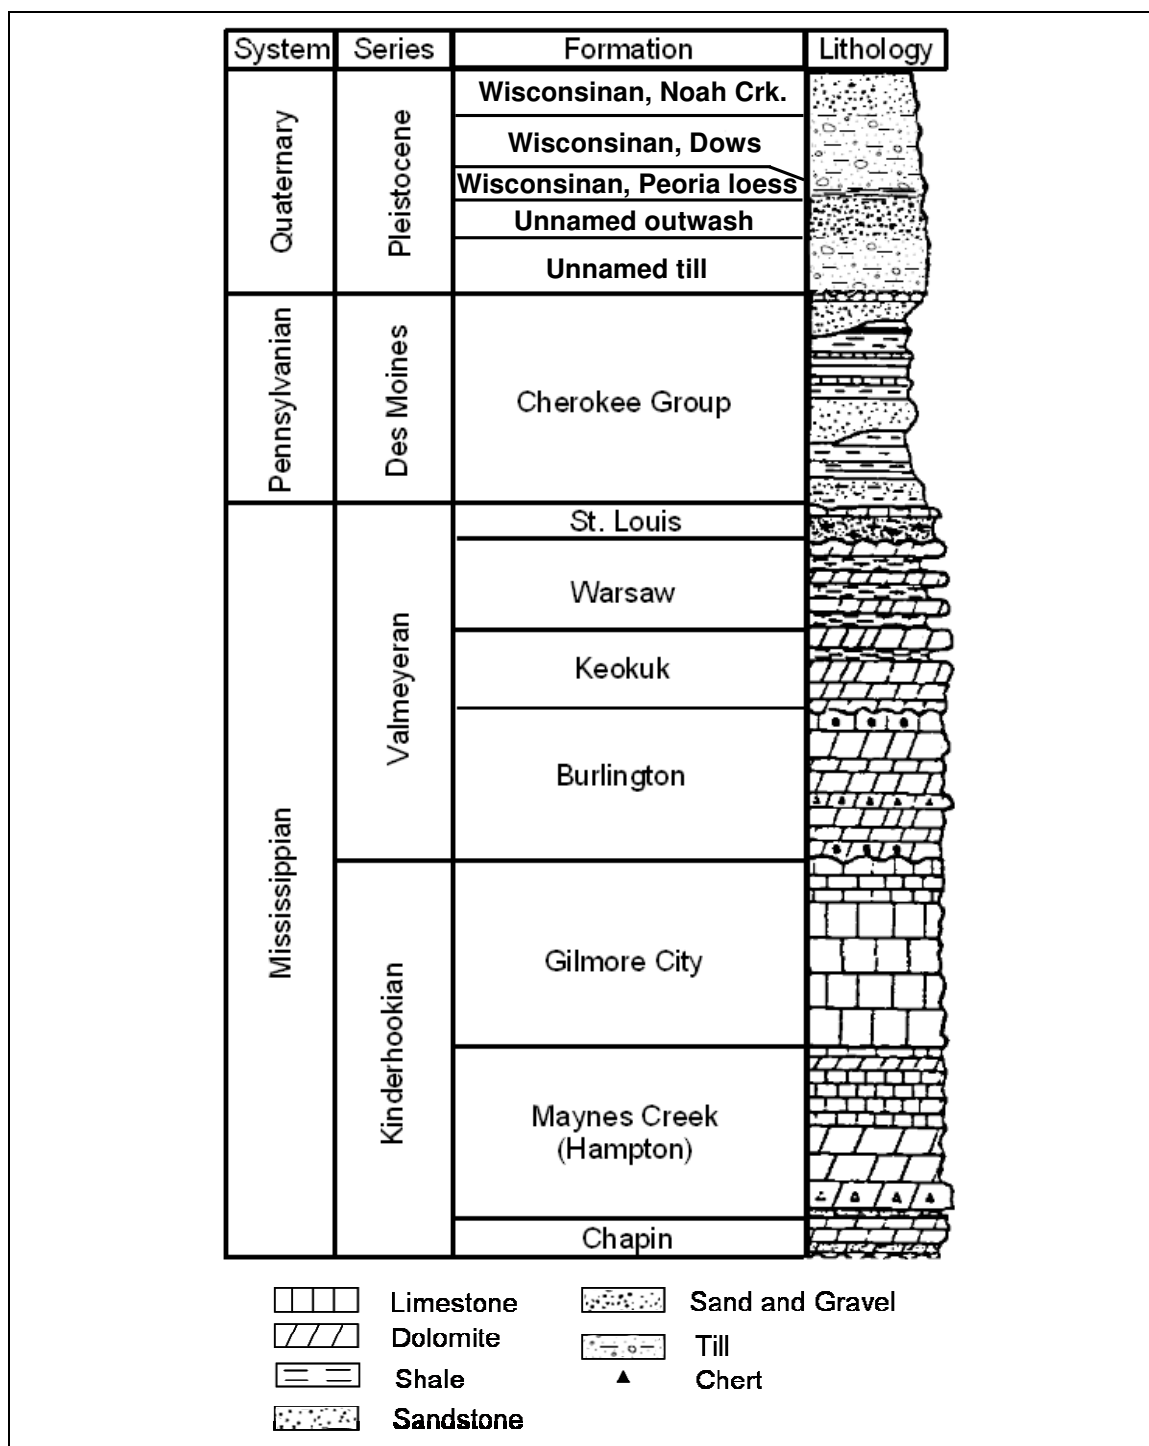 System Series Formation Lithology
Quaternary
Pleistocene
Wisconsinan, Noah Crk.
Wisconsinan, Dows
Wisconsinan, Peoria loess
Unnamed outwash
Unnamed till
Pennsylvanian
Des Moines
Cherokee Group
Mississippian
Valmeyeran
St. Louis
Warsaw
Keokuk
Burlington
Kinderhookian
Gilmore City
Maynes Creek
(Hampton)
Chapin
Limestone
Dolomite
Shale
Sandstone
Sand and Gravel
Till
Chert